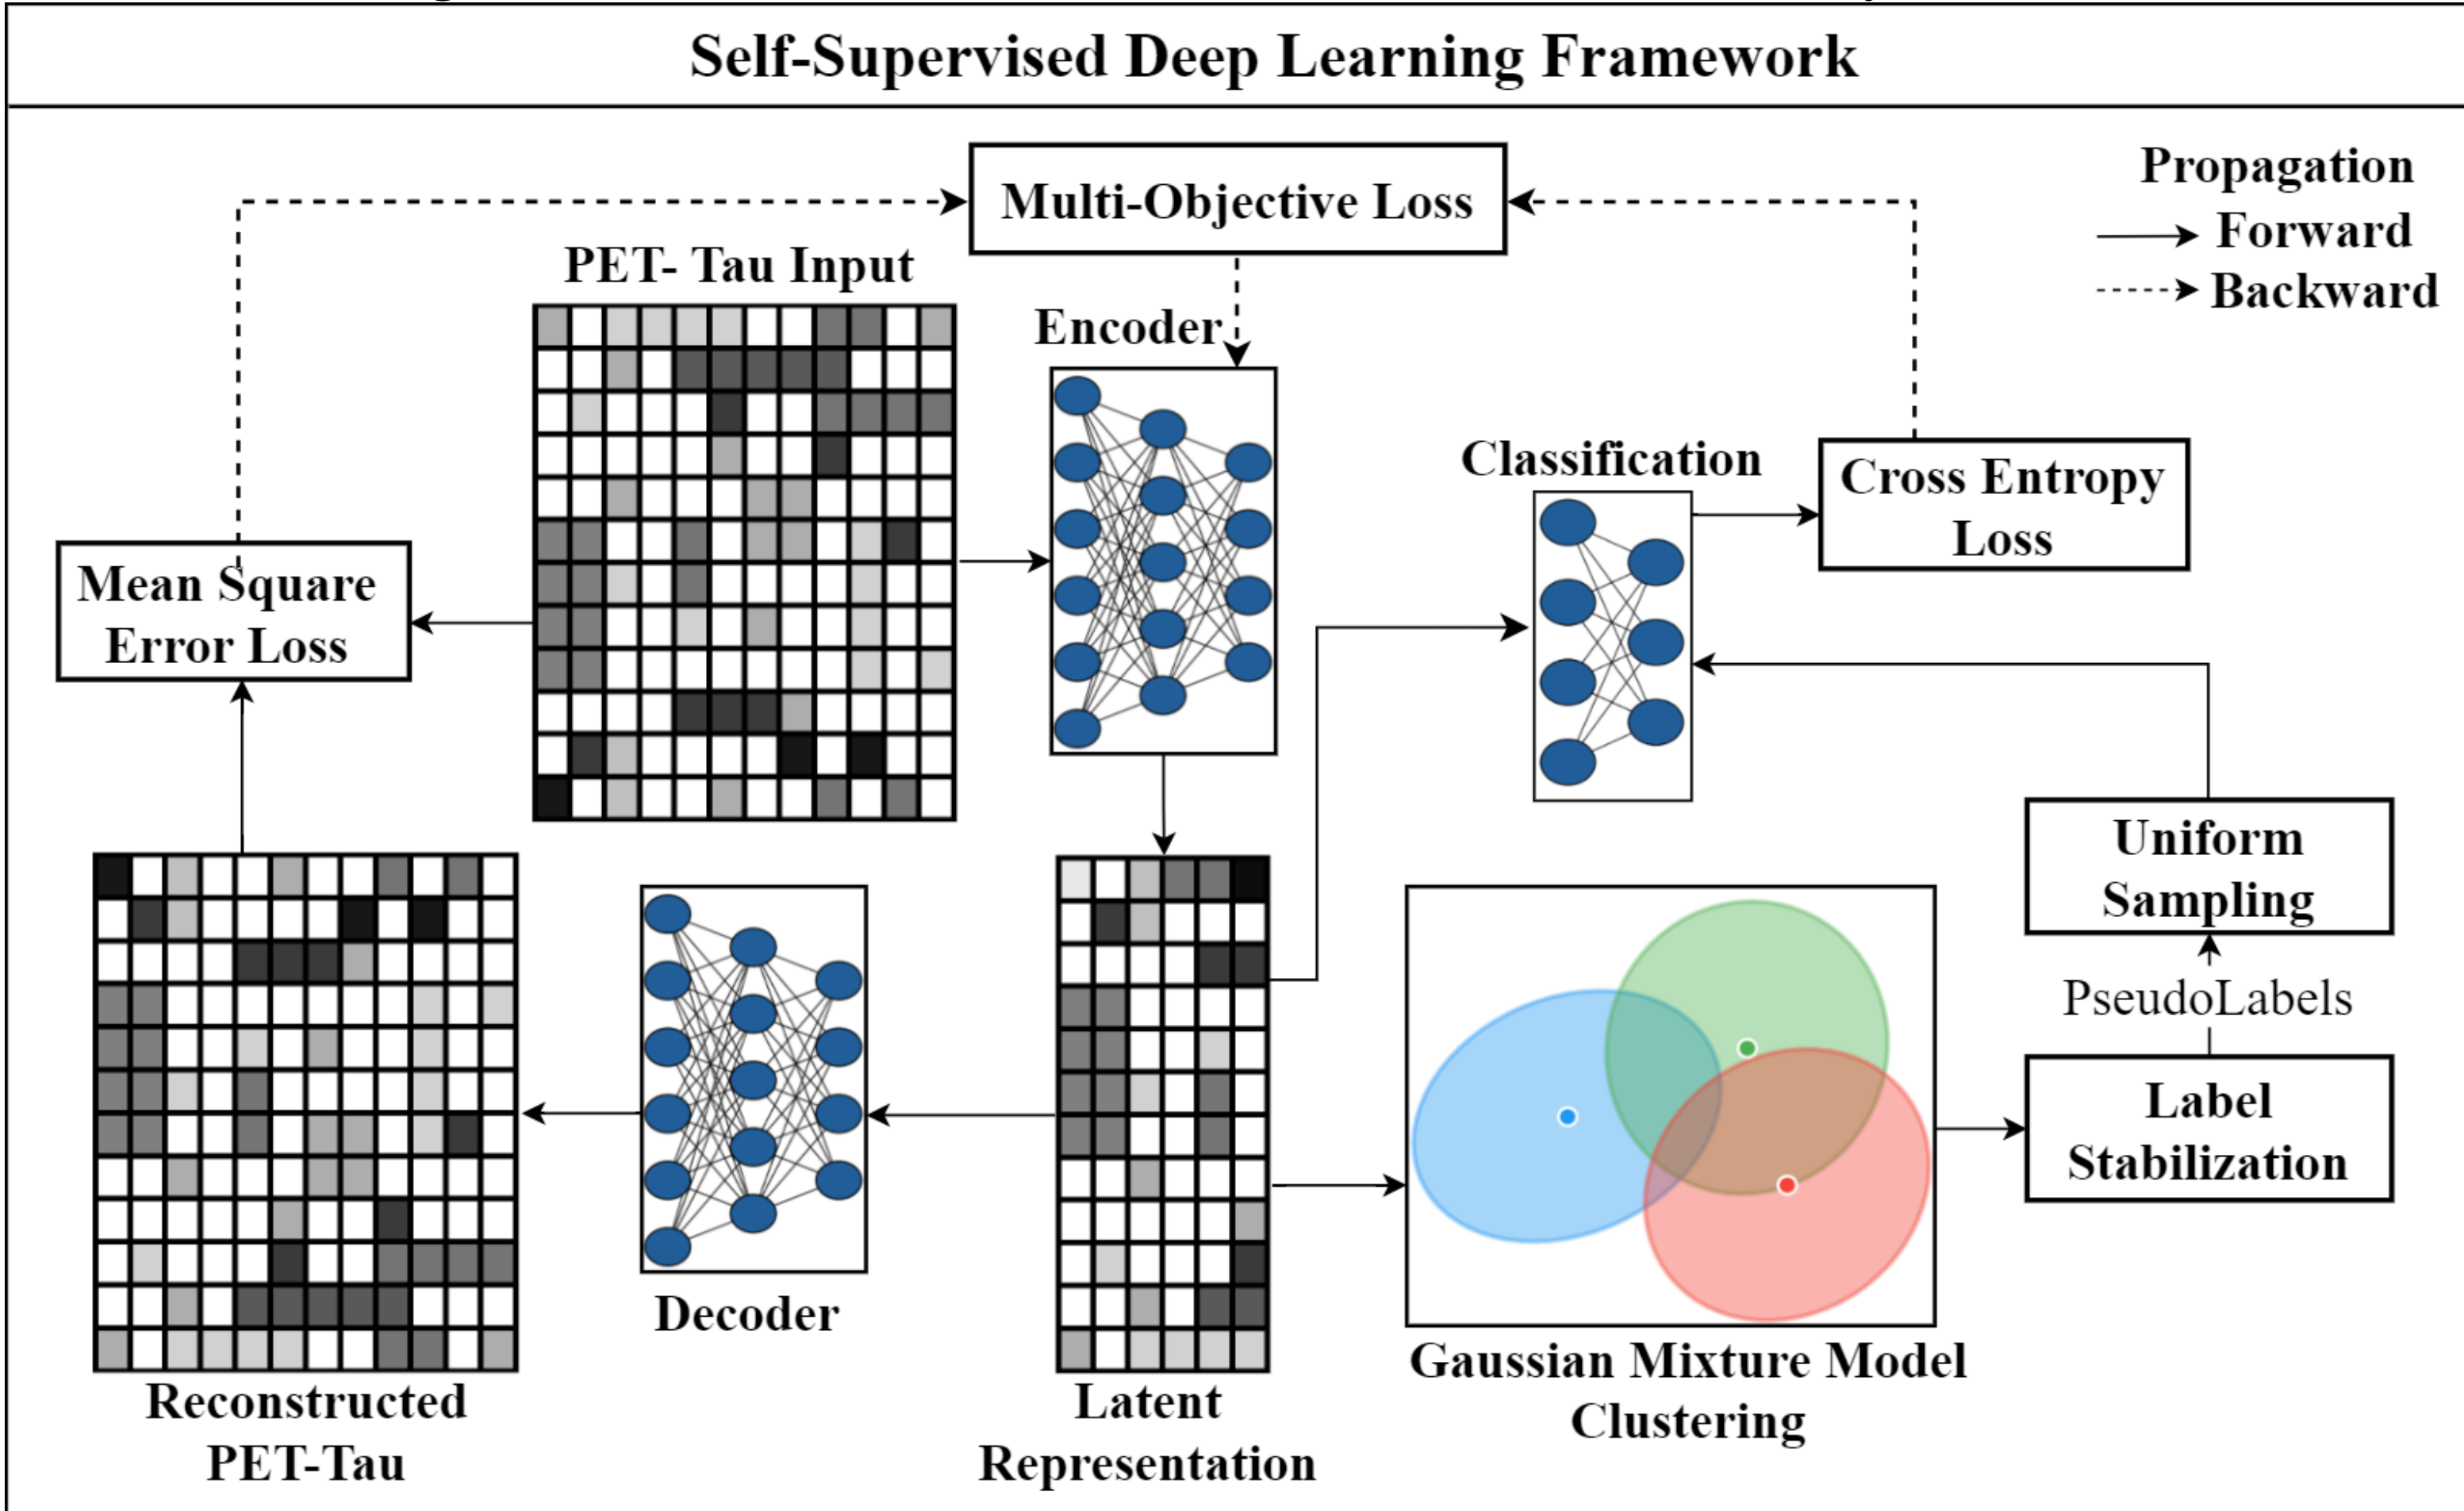 Self-Supervised Deep Learning Framework
Multi-Objective Loss
Propagation
Forward
Backward
PET- Tau Input
Encoder
Classification
Cross Entropy
Loss
Mean Square
Error Loss
Uniform
Sampling
PseudoLabels
Label
Stabilization
Decoder
Reconstructed
PET-Tau
Latent
Representation
Gaussian Mixture Model
Clustering